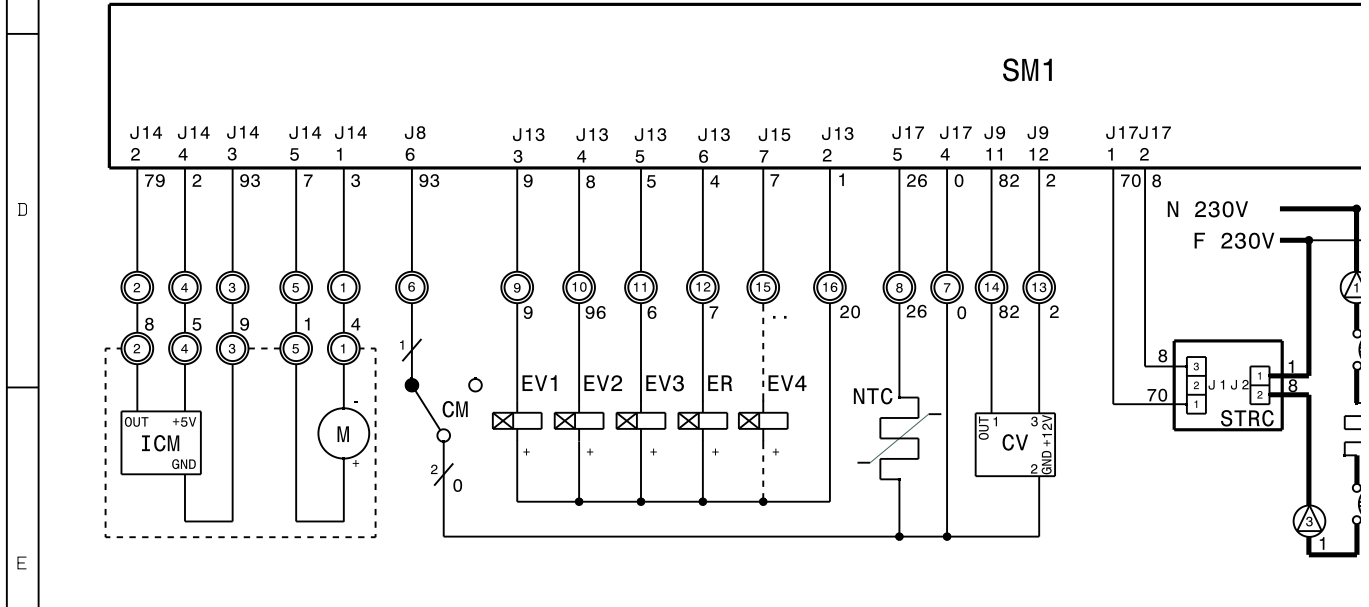 SM1
J14 J14 J14 J14 J14 J8 J13 J13 J13 J13 J15 J13 J17 J17 J9 J9 J17 J17
2 4 3 5 1 6 3 4 5 6 7 2 5 4 11 12 1 2
79 2 93 7 3 93 9 8 5 4 7 1 26 0 82 2 70 8
D
N 230V
F 230V
2 4 3 5 1 6 9 10 11 12 15 16 8 7 14 13 1
8 5 9 1 4 9 96 6 7 .. 20 26 0 82 2
2 4 3 5 1
1
8 3 1 1
EV1 EV2 EV3 ER EV4
2 J1 J2 8
NTC 70 1 2
CM
- STRC
OUT +5V OUT 1 3 +12V
ICM M CV
+ + + + + +
GND 2 GND
2
0
3
1
E